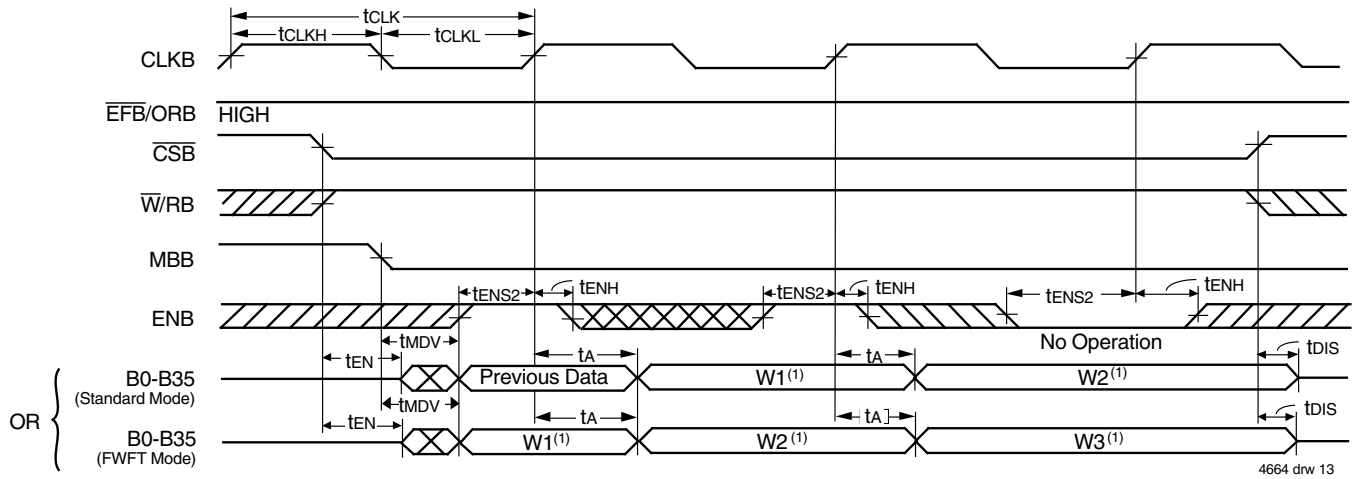 tCLK
tCLKH tCLKL
CLKB
EFB/ORB HIGH
CSB
W/RB
MBB
tENS2 tENH tENS2 tENH tENS2 tENH
ENB
No Operation
tMDV
tEN tA tA tDIS
B0-B35 Previous Data W1(1) W2(1)
(Standard Mode)
OR
tMDV
tEN tA tA] tDIS
B0-B35 W1(1) W2(1) W3(1)
(FWFT Mode)
4664 drw 13